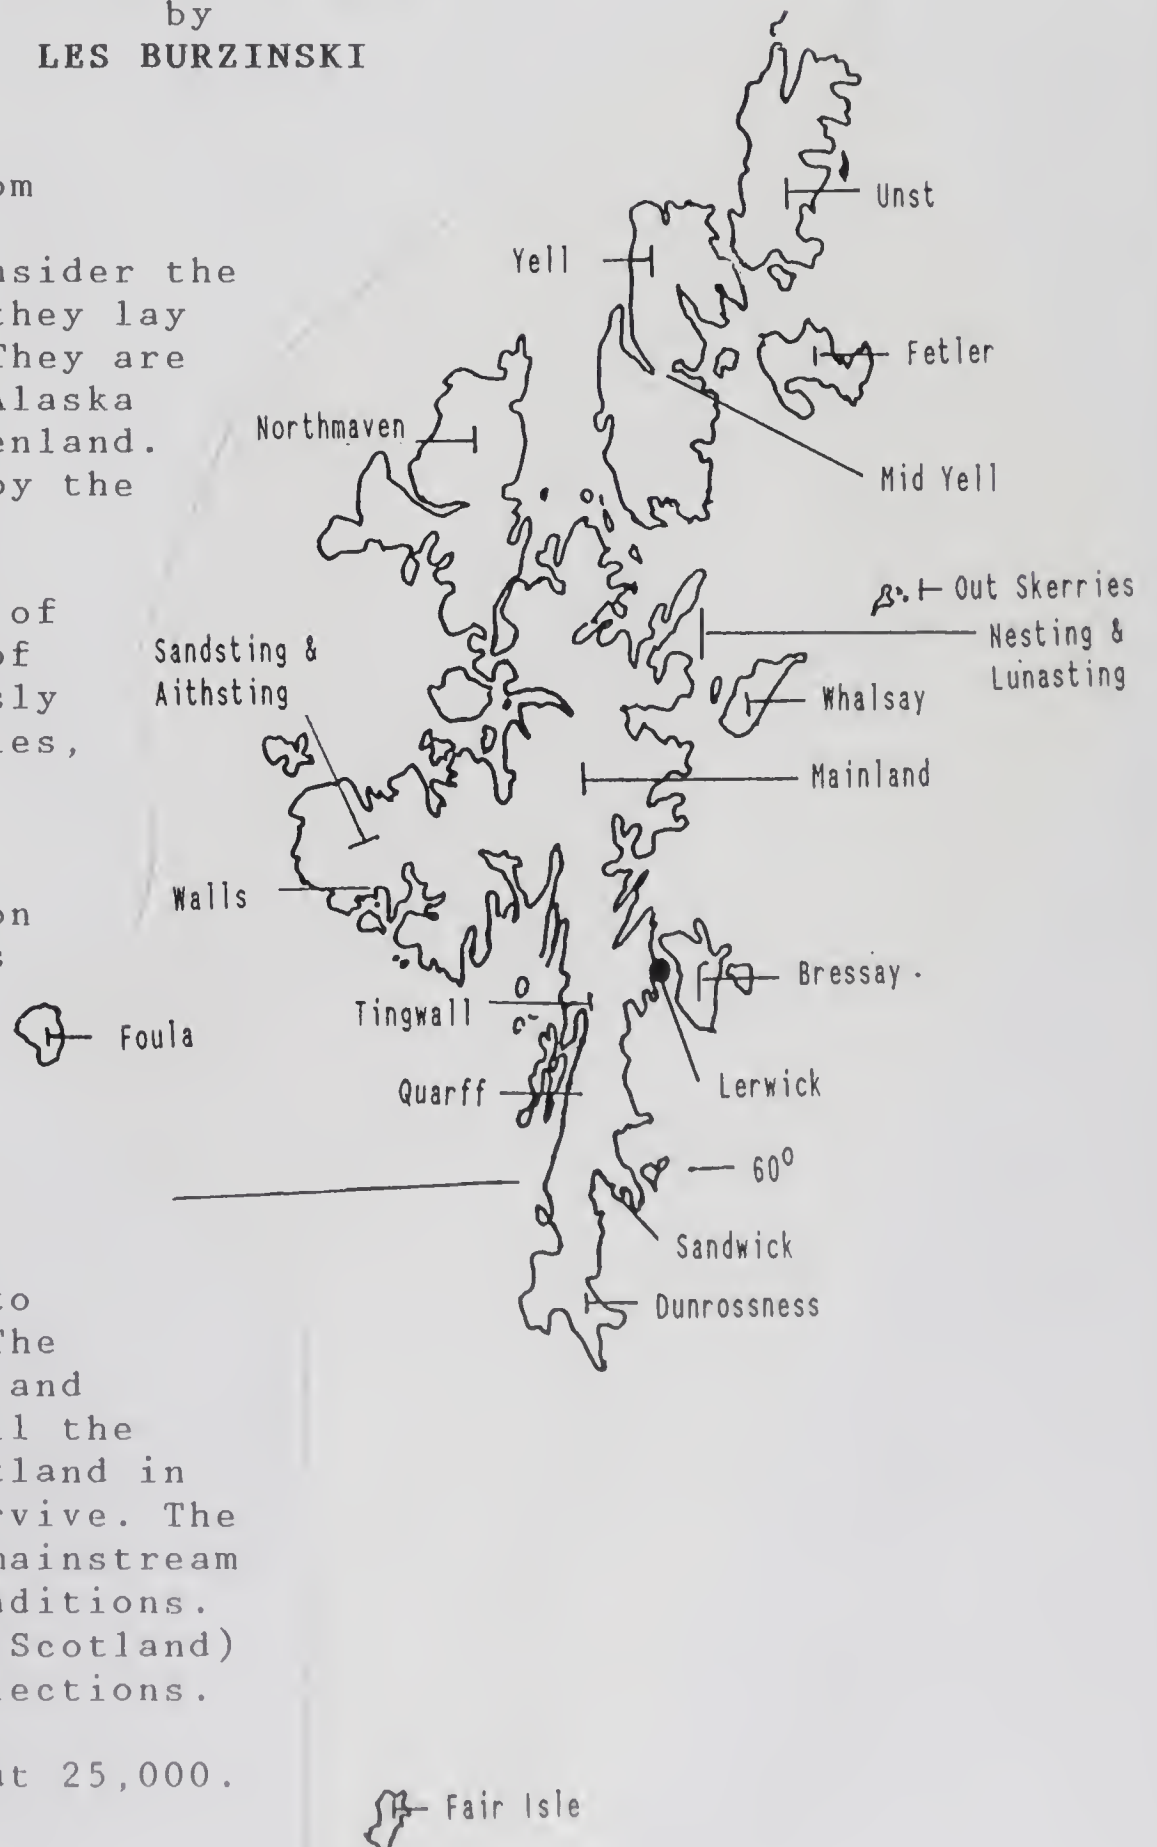 by
LES BURZINSKI
om
nsider the
they lay
They are
Alaska
enland.
by the
of
of
sly
ies,
on
s
to
The
and
ll the
tland in
rvive. The
mainstream
aditions.
Scotland)
lections.
ut 25,000.
Unst
Yell
Fetler
Northmaven
Mid Yell
Out Skerries
Nesting &
Lunasting
Sandsting &
Aithsting
Whalsay
Mainland
Walls
Bressay
Tingwall
Foula
Lerwick
Quarff
60°
Sandwick
Dunrossness
Fair Isle